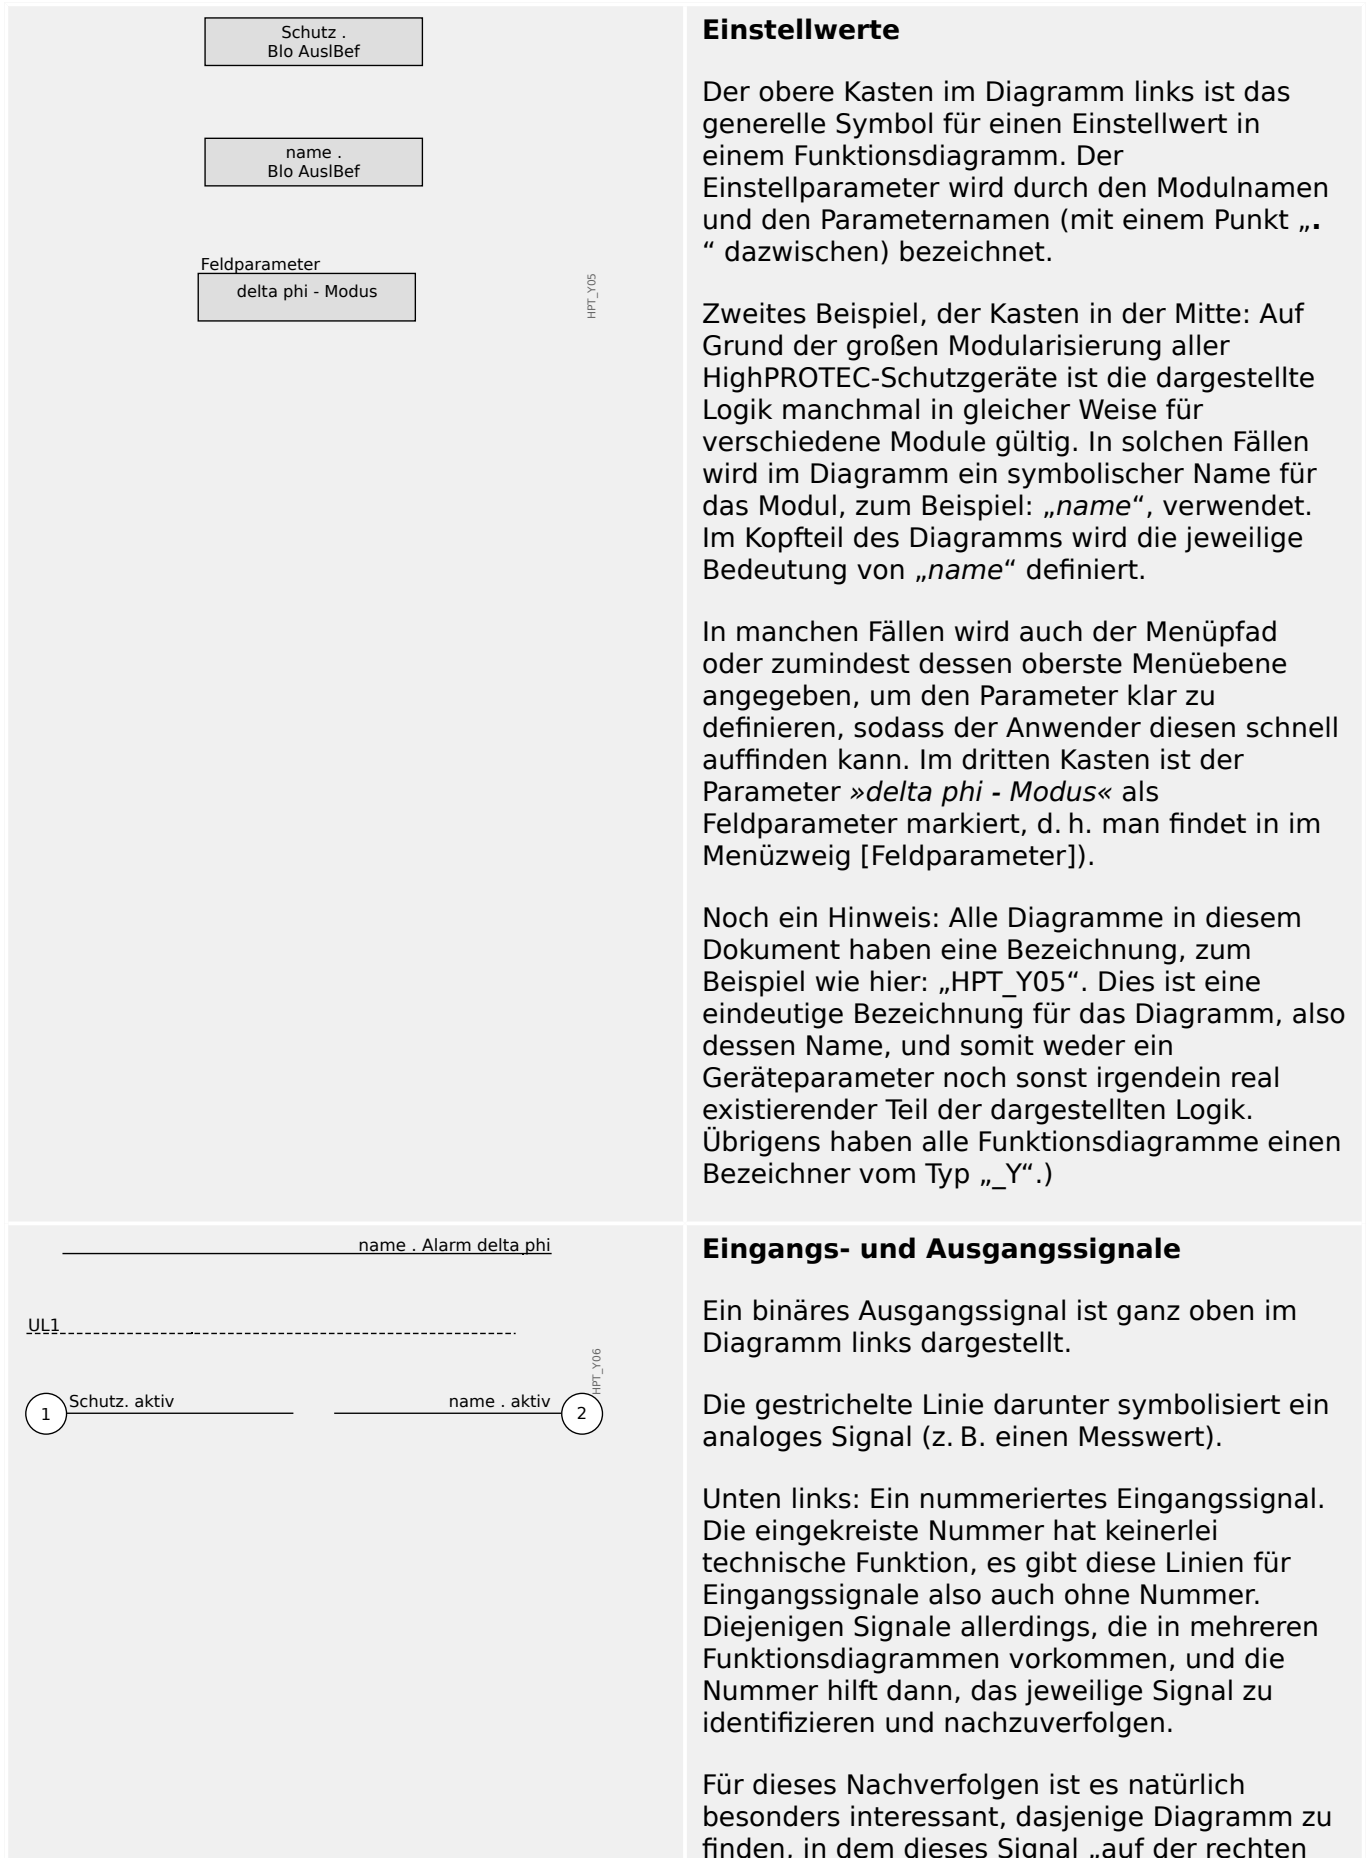 Schutz .
Blo AuslBef
name .
Blo AuslBef
Feldparameter
delta phi - Modus
HPT_Y05
Einstellwerte
Der obere Kasten im Diagramm links ist das
generelle Symbol für einen Einstellwert in
einem Funktionsdiagramm. Der
Einstellparameter wird durch den Modulnamen
und den Parameternamen (mit einem Punkt „.
“ dazwischen) bezeichnet.
Zweites Beispiel, der Kasten in der Mitte: Auf
Grund der großen Modularisierung aller
HighPROTEC-Schutzgeräte ist die dargestellte
Logik manchmal in gleicher Weise für
verschiedene Module gültig. In solchen Fällen
wird im Diagramm ein symbolischer Name für
das Modul, zum Beispiel: „name“, verwendet.
Im Kopfteil des Diagramms wird die jeweilige
Bedeutung von „name“ definiert.
In manchen Fällen wird auch der Menüpfad
oder zumindest dessen oberste Menüebene
angegeben, um den Parameter klar zu
definieren, sodass der Anwender diesen schnell
auffinden kann. Im dritten Kasten ist der
Parameter »delta phi - Modus« als
Feldparameter markiert, d. h. man findet in im
Menüzweig [Feldparameter]).
Noch ein Hinweis: Alle Diagramme in diesem
Dokument haben eine Bezeichnung, zum
Beispiel wie hier: „HPT_Y05“. Dies ist eine
eindeutige Bezeichnung für das Diagramm, also
dessen Name, und somit weder ein
Geräteparameter noch sonst irgendein real
existierender Teil der dargestellten Logik.
Übrigens haben alle Funktionsdiagramme einen
Bezeichner vom Typ „_Y“.)
name . Alarm delta phi
UL1
HPT_Y06
1 Schutz. aktiv name . aktiv 2
Eingangs- und Ausgangssignale
Ein binäres Ausgangssignal ist ganz oben im
Diagramm links dargestellt.
Die gestrichelte Linie darunter symbolisiert ein
analoges Signal (z. B. einen Messwert).
Unten links: Ein nummeriertes Eingangssignal.
Die eingekreiste Nummer hat keinerlei
technische Funktion, es gibt diese Linien für
Eingangssignale also auch ohne Nummer.
Diejenigen Signale allerdings, die in mehreren
Funktionsdiagrammen vorkommen, und die
Nummer hilft dann, das jeweilige Signal zu
identifizieren und nachzuverfolgen.
Für dieses Nachverfolgen ist es natürlich
besonders interessant, dasjenige Diagramm zu
finden, in dem dieses Signal „auf der rechten